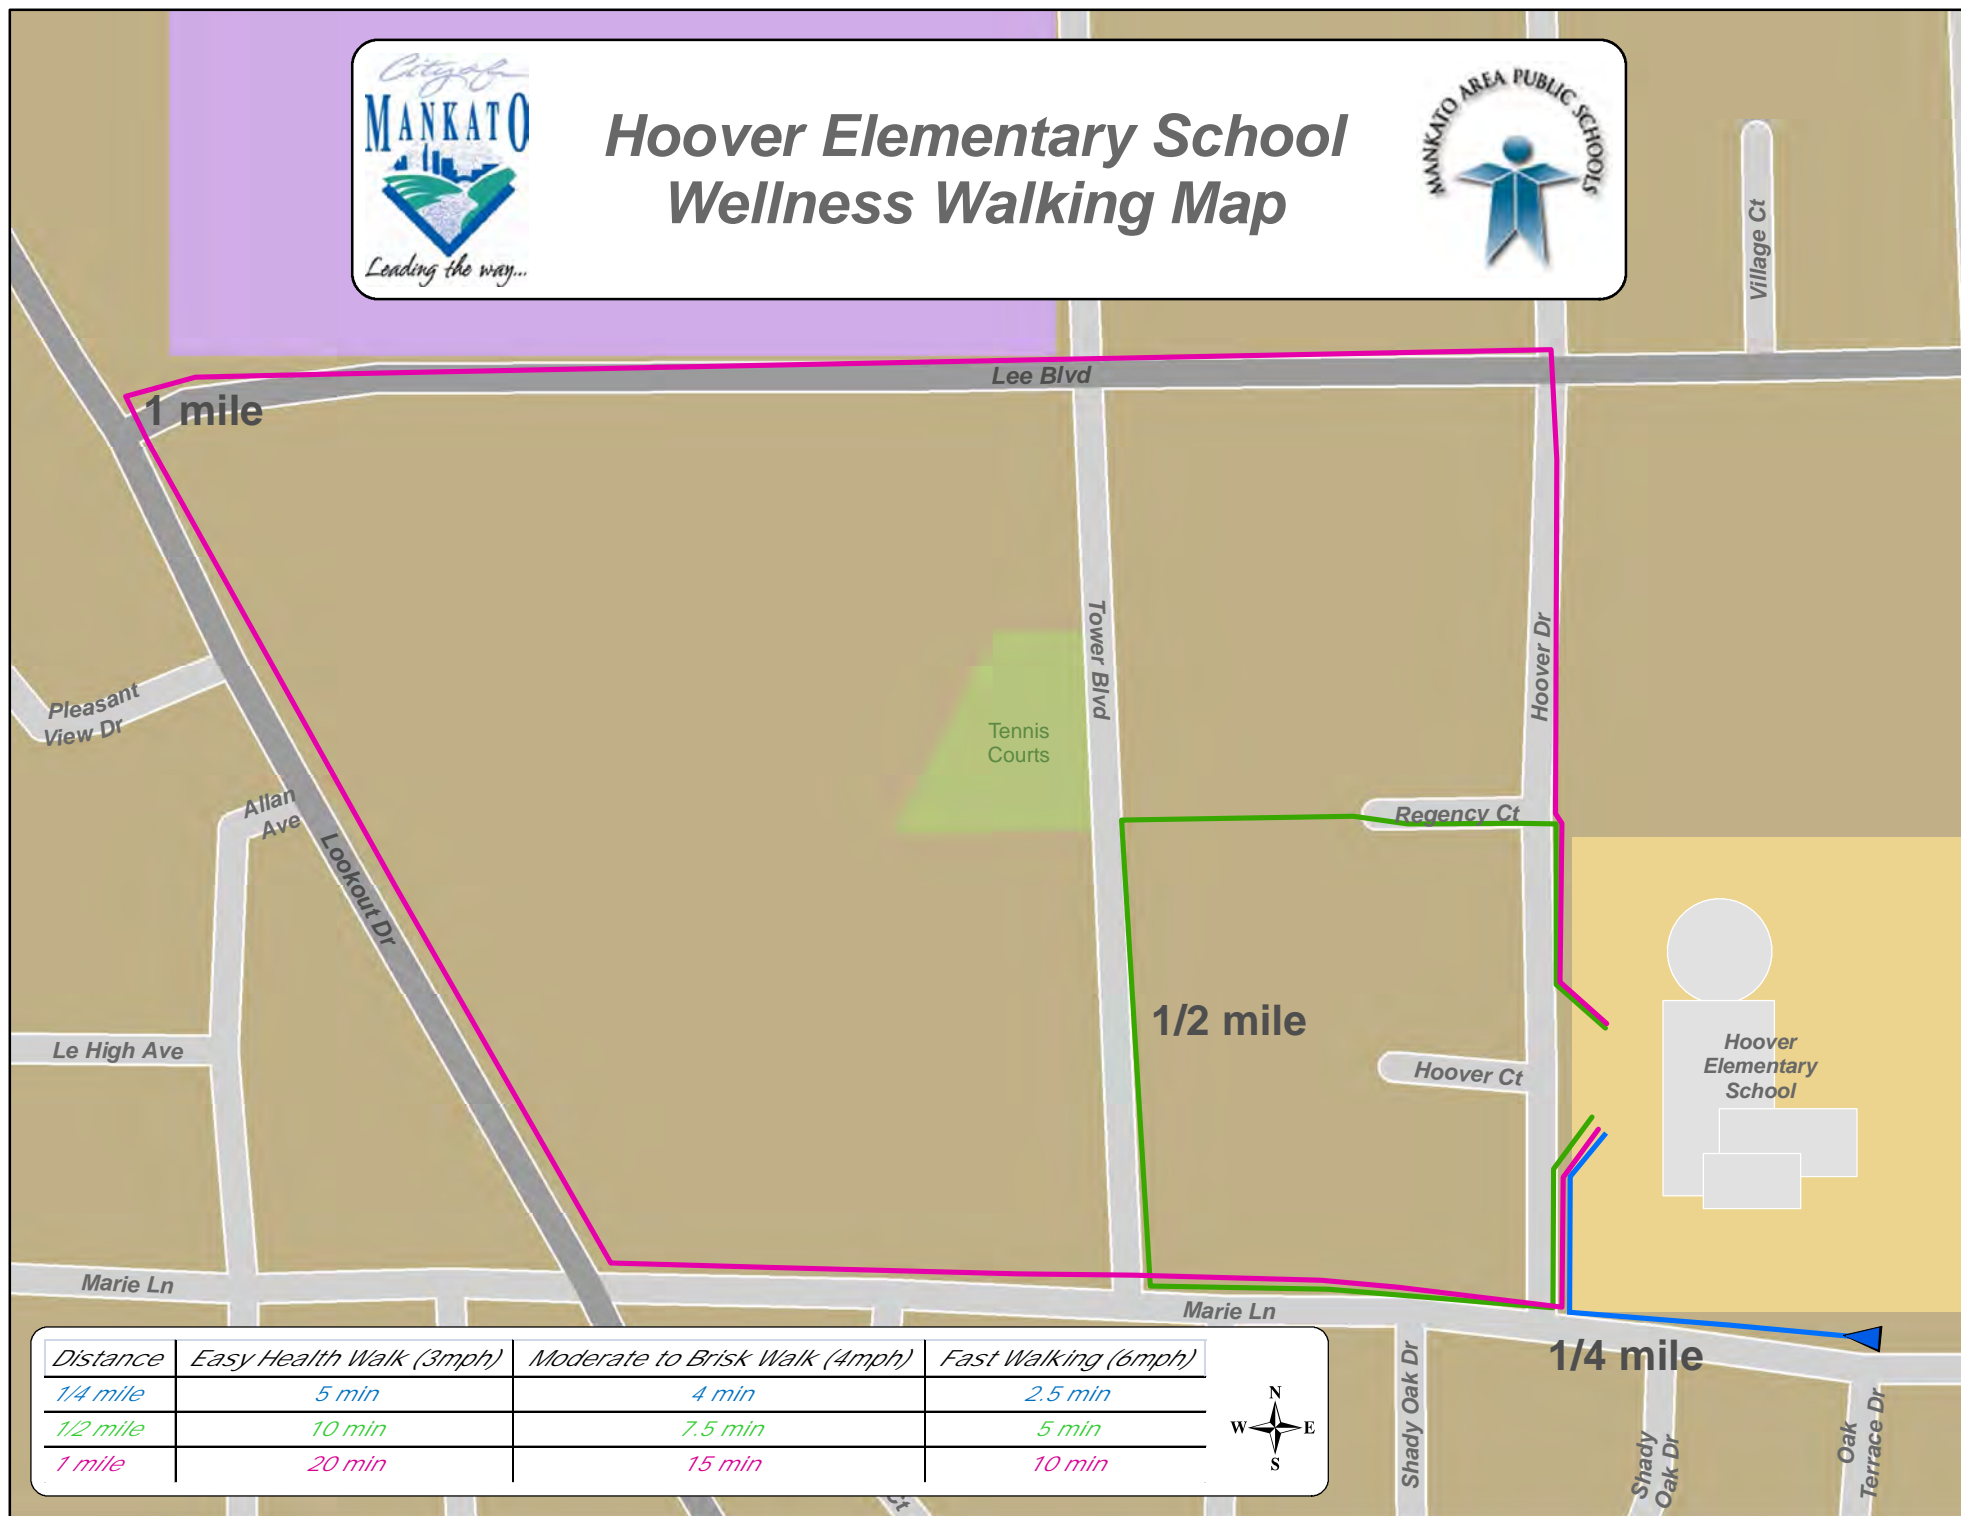 City of
MANKATO
Leading the way...
Hoover Elementary School
Wellness Walking Map
MANKATO AREA PUBLIC SCHOOLS
Village Ct
Lee Blvd
1 mile
Tower Blvd
Hoover Dr
Pleasant
View Dr
Tennis
Courts
Allan
Ave
Regency Ct
Lookout Dr
1/2 mile
Le High Ave
Hoover Ct
Hoover
Elementary
School
Marie Ln
Marie Ln
1/4 mile
Shady Oak Dr
Shady
Oak Dr
Oak
Terrace Dr
Ct
Distance Easy Health Walk (3mph) Moderate to Brisk Walk (4mph) Fast Walking (6mph)
1/4 mile 5 min 4 min 2.5 min
1/2 mile 10 min 7.5 min 5 min
1 mile 20 min 15 min 10 min
N
W E
S